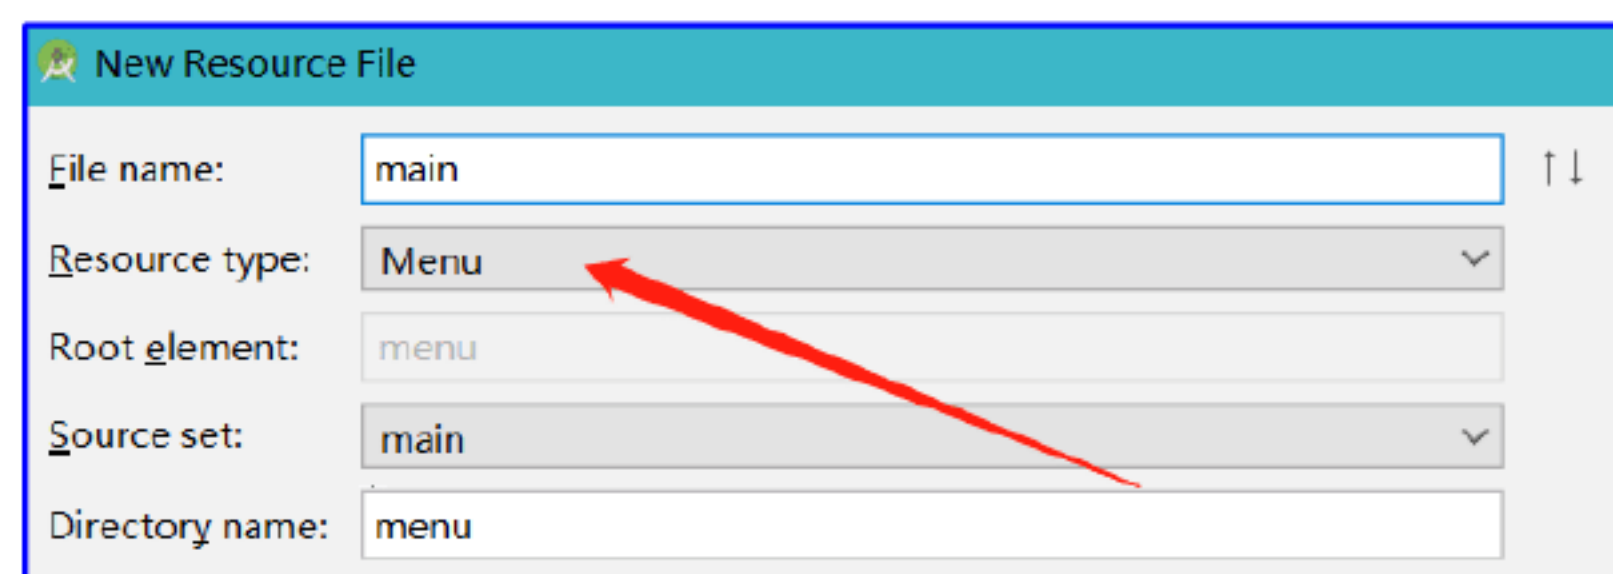 New Resource File
File name: main
Resource type: Menu
Root element: menu
Source set: main
Directory name: menu